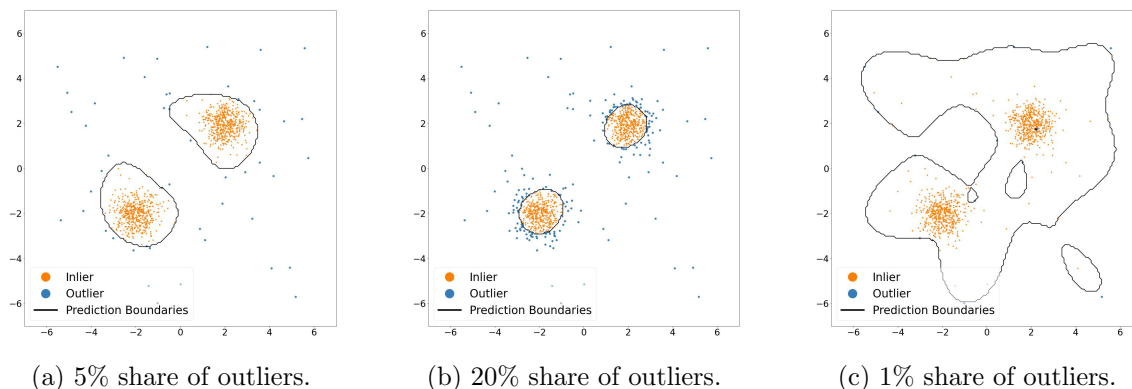 6
4
2
0
−2
−4
−6
−6 −4 −2 0 2 4 6
Inlier
Outlier
Prediction Boundaries
(a) 5% share of outliers.
6
4
2
0
−2
−4
−6
−6 −4 −2 0 2 4 6
Inlier
Outlier
Prediction Boundaries
(b) 20% share of outliers.
6
4
2
0
−2
−4
−6
−6 −4 −2 0 2 4 6
Inlier
Outlier
Prediction Boundaries
(c) 1% share of outliers.